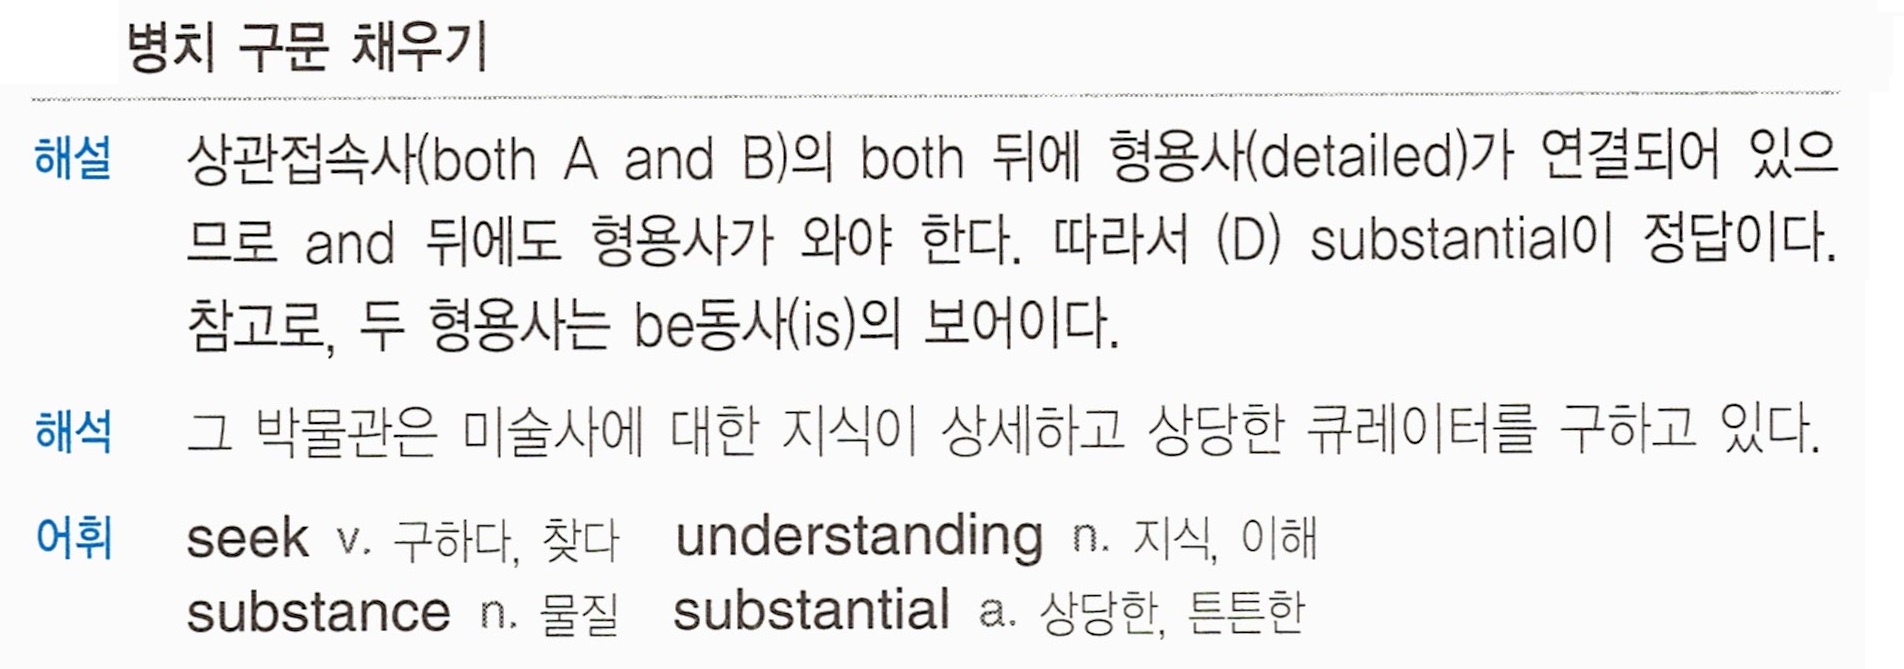 병치 구문 채우기
해설 상관접속사(both A and B)의 both 뒤에 형용사(detailed)가 연결되어 있으
므로 and 뒤에도 형용사가 와야 한다. 따라서 (D) substantial이 정답이다.
참고로, 두 형용사는 be동사(is)의 보어이다.
해석 그 박물관은 미술사에 대한 지식이 상세하고 상당한 큐레이터를 구하고 있다.
어휘 seek v. 구하다, 찾다 understanding n. 지식, 이해
substance n. 물질 substantial a. 상당한, 튼튼한